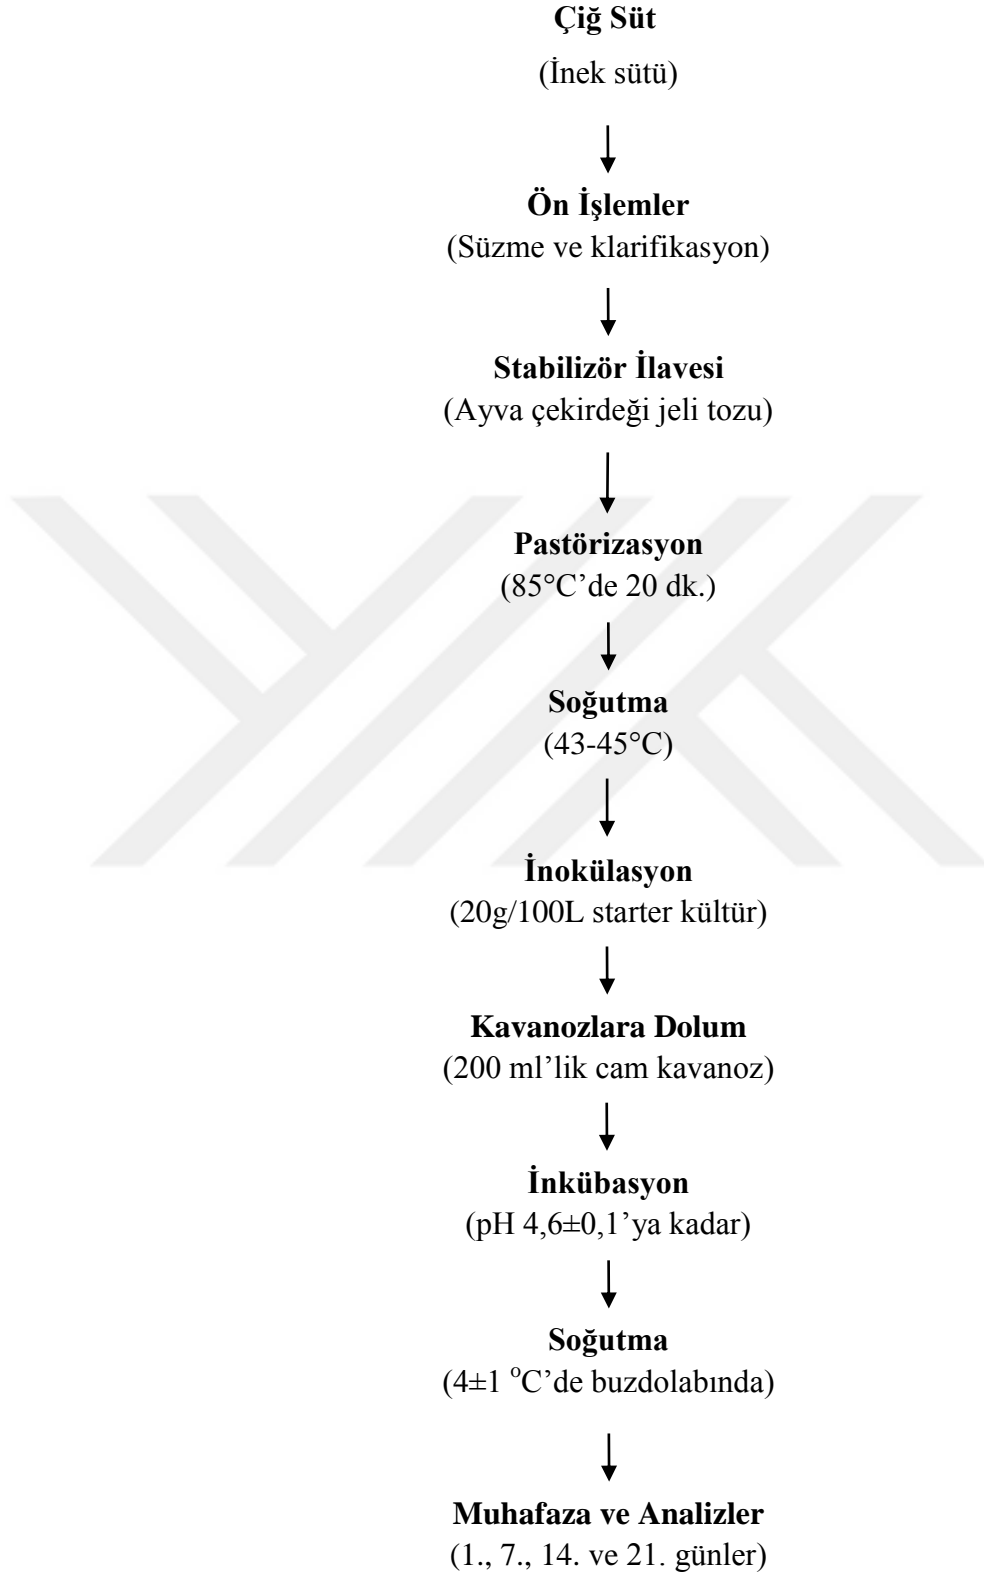 Çiğ Süt
(İnek sütü)
Ön İşlemler
(Süzme ve klarifikasyon)
Stabilizör İlavesi
(Ayva çekirdeği jeli tozu)
Pastörizasyon
(85°C’de 20 dk.)
Soğutma
(43-45°C)
İnokülasyon
(20g/100L starter kültür)
Kavanozlara Dolum
(200 ml’lik cam kavanoz)
İnkübasyon
(pH 4,6±0,1’ya kadar)
Soğutma
(4±1 ᵒC’de buzdolabında)
Muhafaza ve Analizler
(1., 7., 14. ve 21. günler)